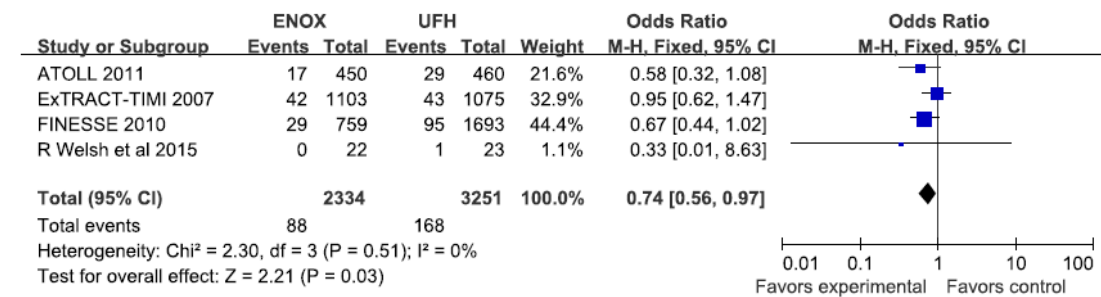 ENOX UFH Odds Ratio Odds Ratio
Study or Subgroup Events Total Events Total Weight M-H, Fixed, 95% CI M-H, Fixed, 95% CI
ATOLL 2011 17 450 29 460 21.6% 0.58 [0.32, 1.08]
ExTRACT-TIMI 2007 42 1103 43 1075 32.9% 0.95 [0.62, 1.47]
FINESSE 2010 29 759 95 1693 44.4% 0.67 [0.44, 1.02]
R Welsh et al 2015 0 22 1 23 1.1% 0.33 [0.01, 8.63]
Total (95% CI) 2334 3251 100.0% 0.74 [0.56, 0.97]
Total events 88 168
Heterogeneity: Chi² = 2.30, df = 3 (P = 0.51); I² = 0%
Test for overall effect: Z = 2.21 (P = 0.03)
0.01 0.1 1 10 100
Favors experimental Favors control